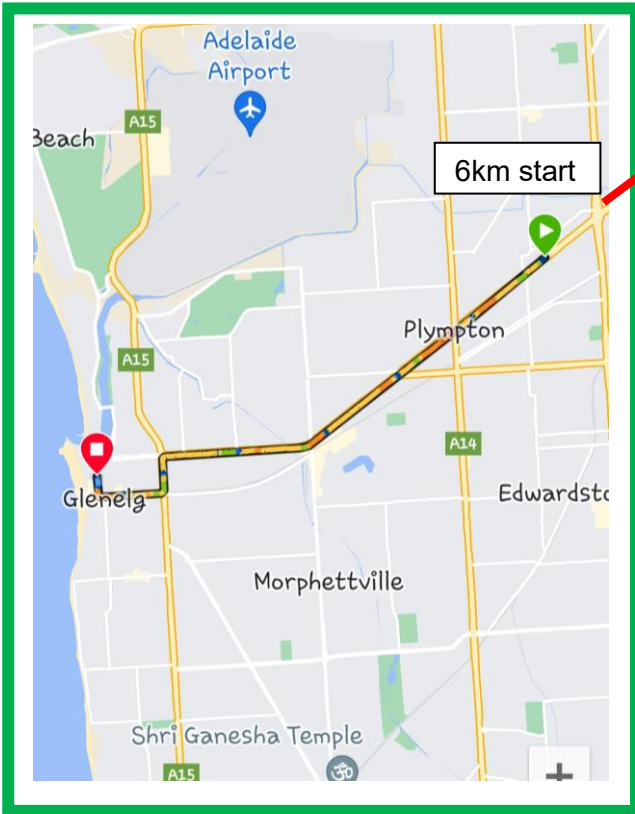 Adelaide
Airport
A15
Beach
6km start
Plympton
A15
A14
Glenelg
Edwardsto
Morphettville
Shri Ganesha Temple
A15
+